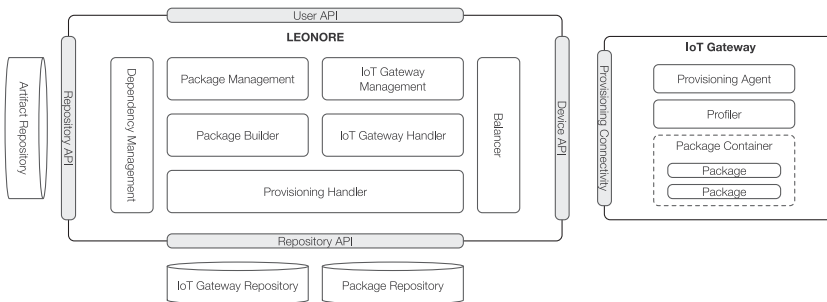 User API
LEONORE
Artifact Repository
Repository API
Dependency Management
Package Management
IoT Gateway
Management
Package Builder
IoT Gateway Handler
Provisioning Handler
Balancer
Device API
Repository API
IoT Gateway Repository
Package Repository
Provisioning Connectivity
IoT Gateway
Provisioning Agent
Profiler
Package Container
Package
Package